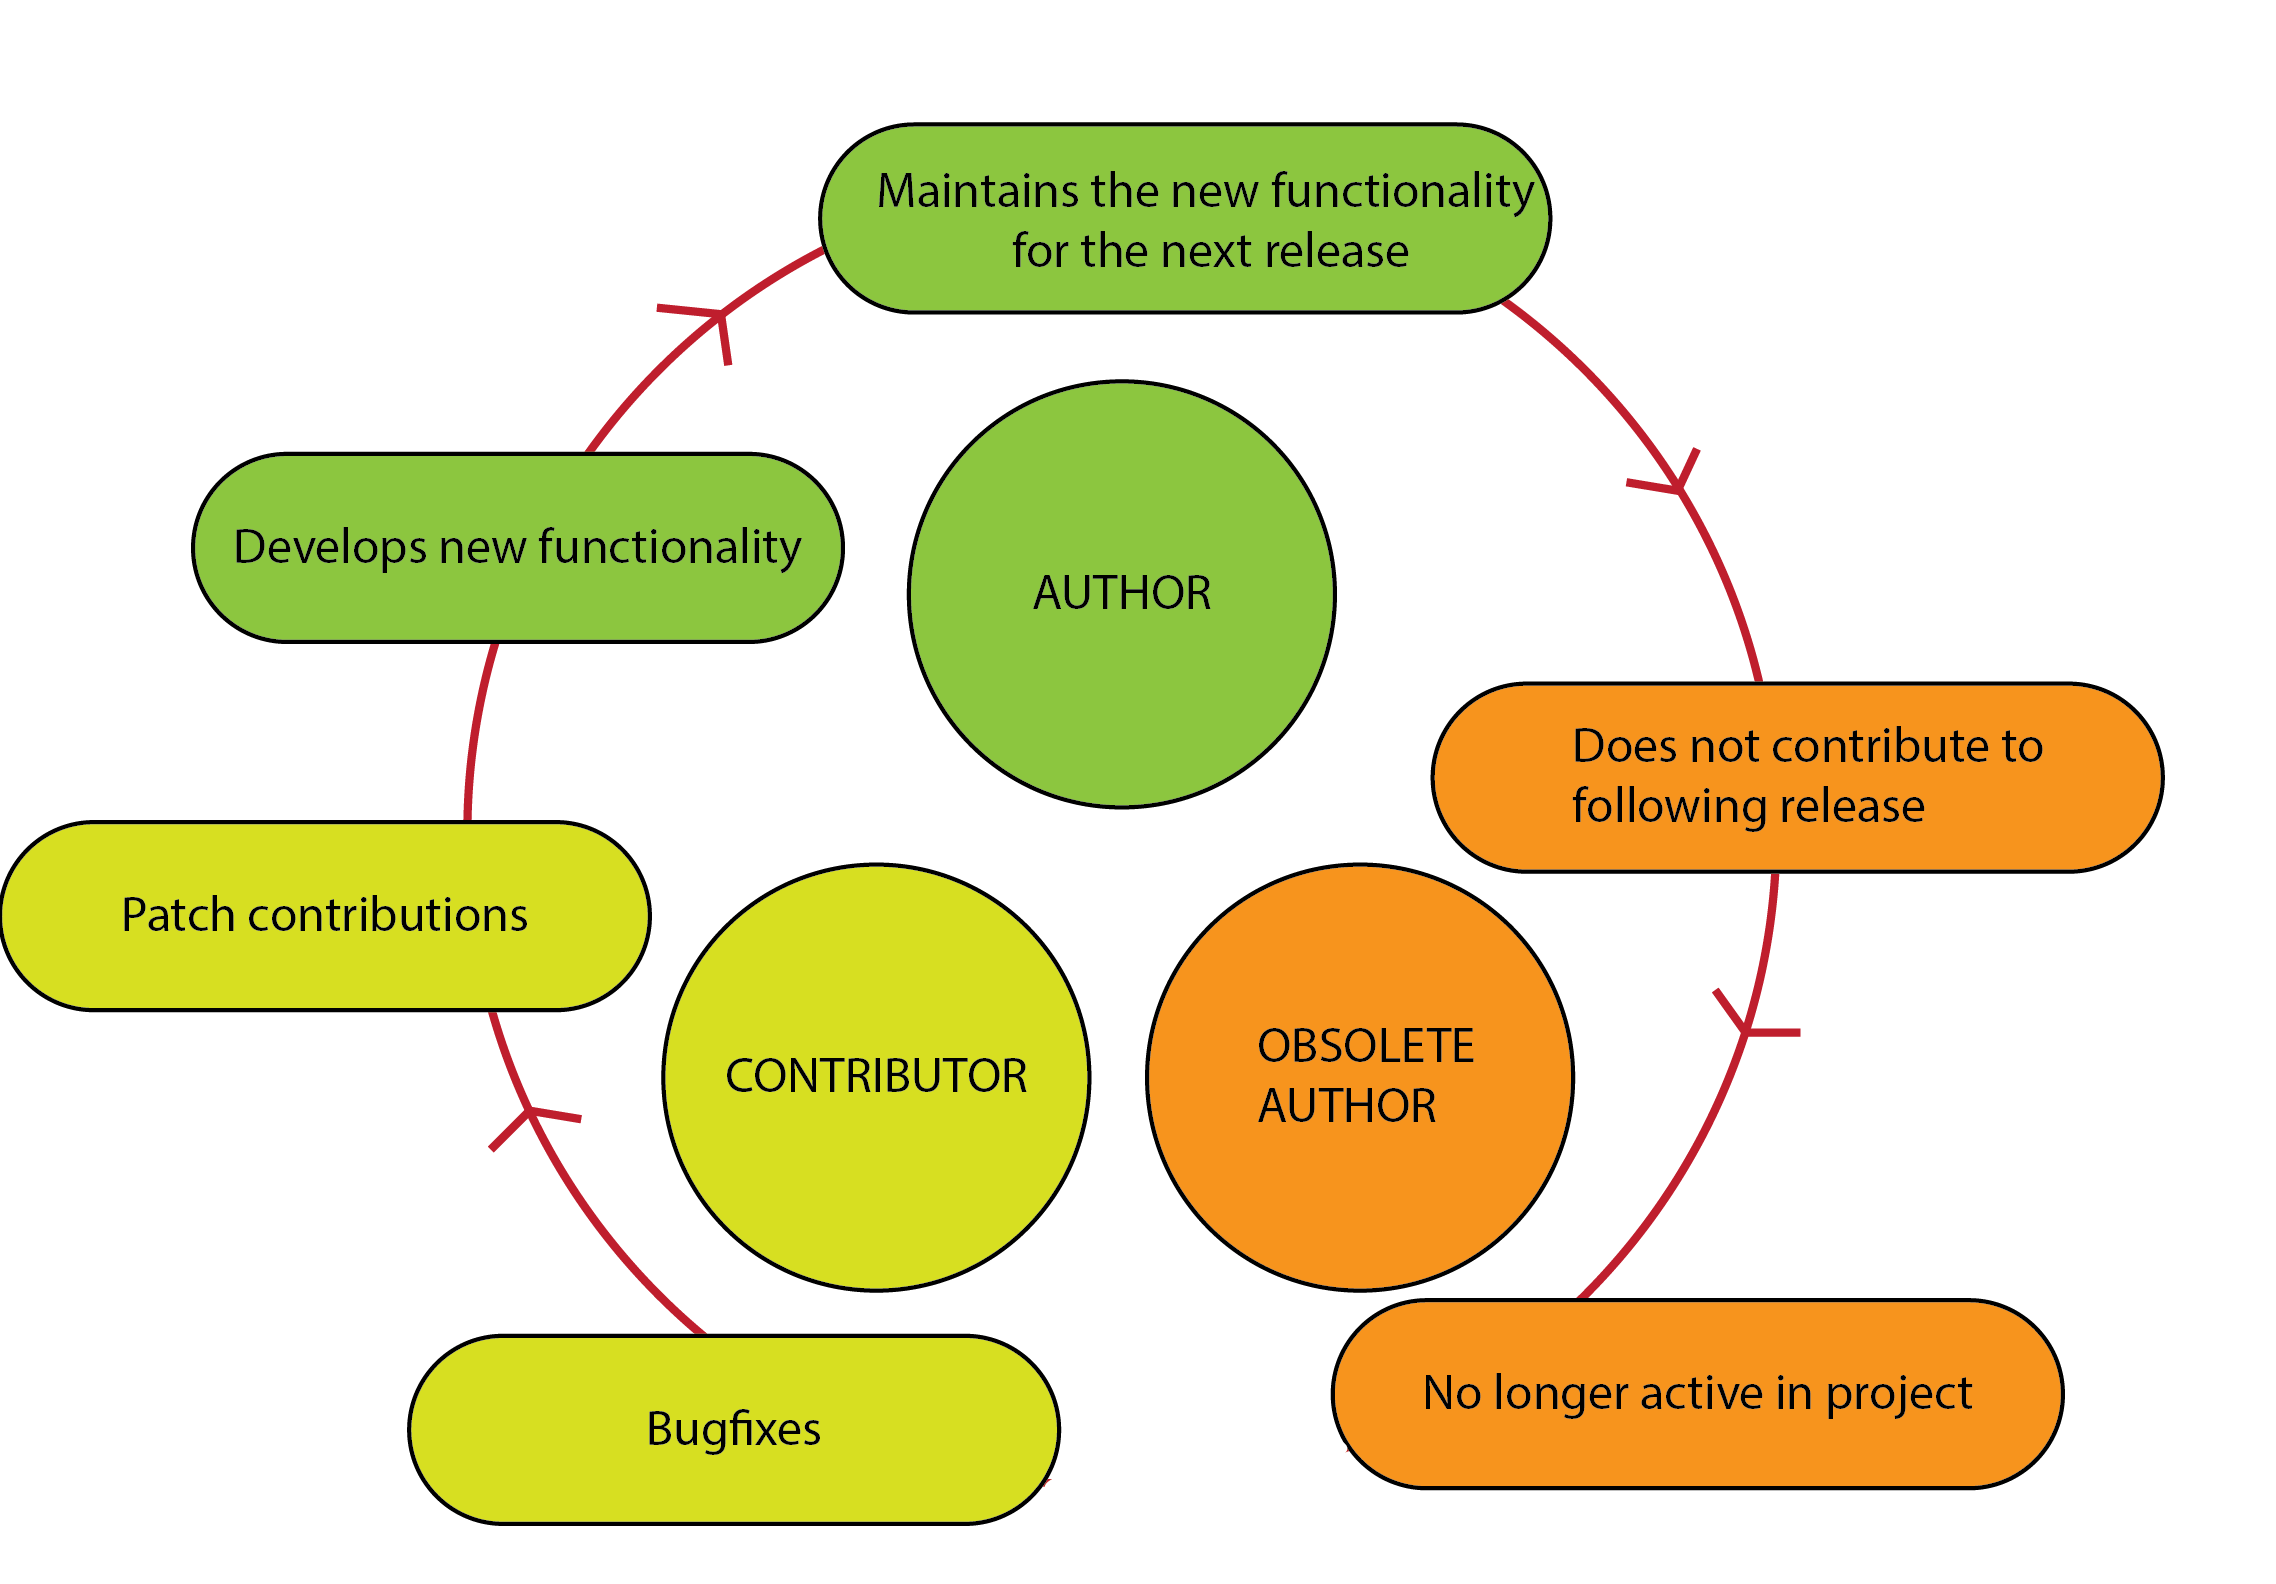 Maintains the new functionality
for the next release
Develops new functionality
AUTHOR
Does not contribute to
following release
Patch contributions
CONTRIBUTOR
OBSOLETE
AUTHOR
No longer active in project
Bugfixes